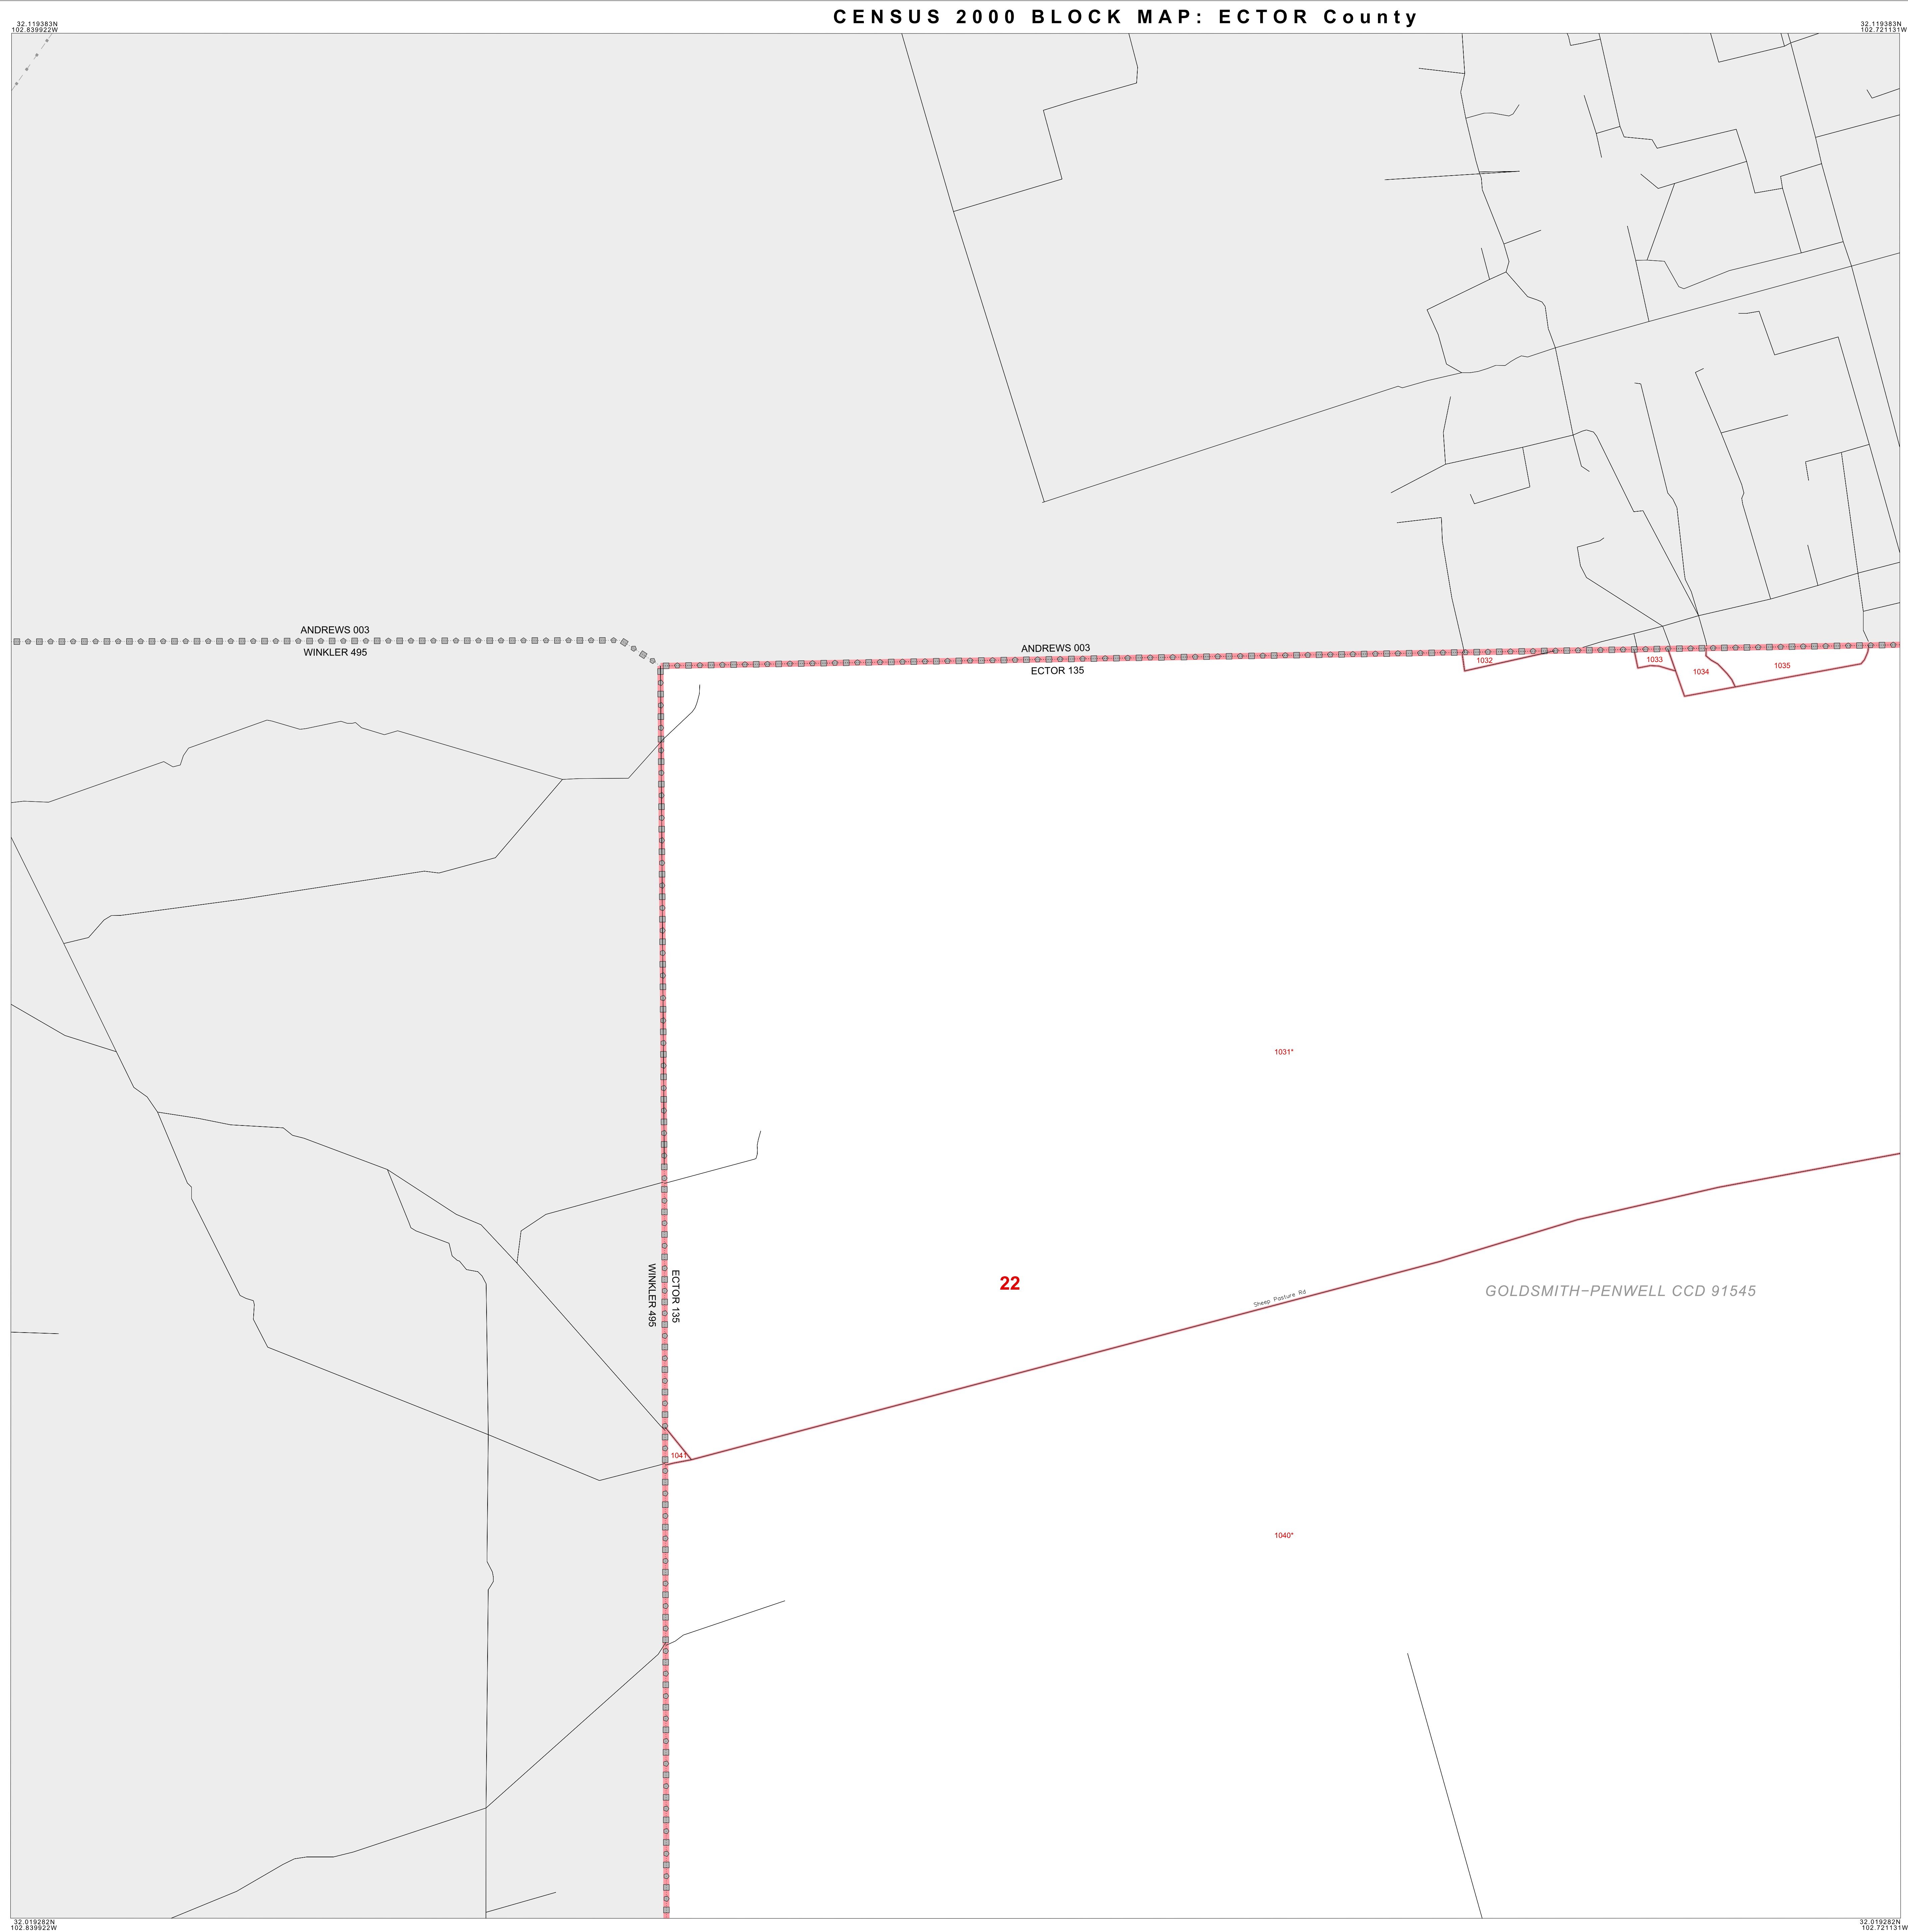 CENSUS 2000 BLOCK MAP: ECTOR County
32.119383N
102.839922W
32.119383N
102.721131W
ANDREWS 003
WINKLER 495
ANDREWS 003
ECTOR 135
1032
1033
1034
1035
1031*
WINKLER 495
ECTOR 135
22
Sheep Pasture Rd
GOLDSMITH-PENWELL CCD 91545
1041
1040*
32.019282N
102.839922W
32.019282N
102.721131W